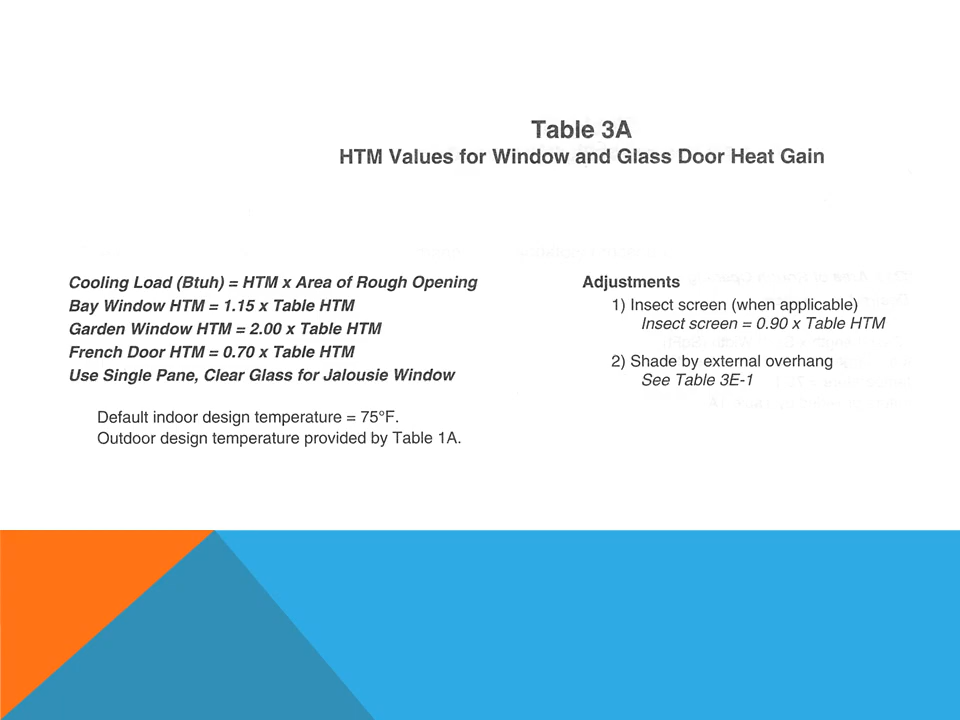 Table 3A
HTM Values for Window and Glass Door Heat Gain
Cooling Load (Btuh) = HTM x Area of Rough Opening
Bay Window HTM = 1.15 x Table HTM
Garden Window HTM = 2.00 x Table HTM
French Door HTM = 0.70 x Table HTM
Use Single Pane, Clear Glass for Jalousie Window
Default indoor design temperature = 75°F.
Outdoor design temperature provided by Table 1A.
Adjustments
1) Insect screen (when applicable)
Insect screen = 0.90 x Table HTM
2) Shade by external overhang
See Table 3E-1